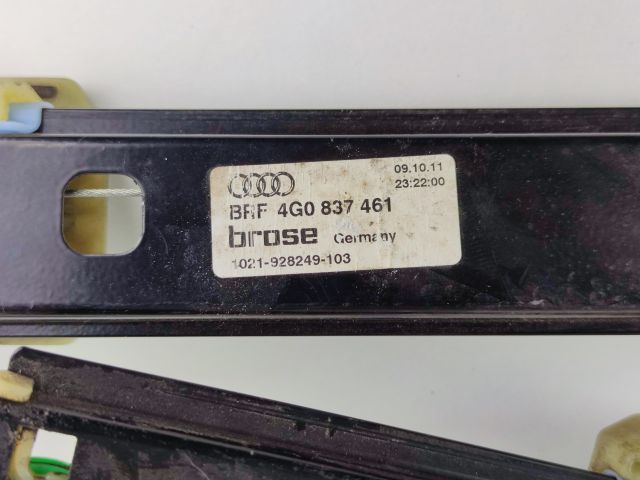 09.10.11
23:22:00
BRF 4G0 837 461
brose Germany
1021-928249-103